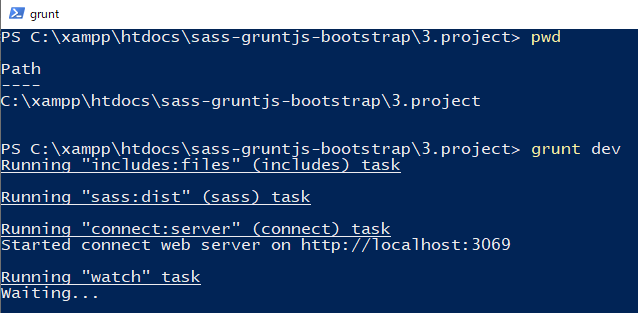 grunt
PS C:\xampp\htdocs\sass-gruntjs-bootstrap\3.project> pwd
Path
----
C:\xampp\htdocs\sass-gruntjs-bootstrap\3.project
PS C:\xampp\htdocs\sass-gruntjs-bootstrap\3.project> grunt dev
Running "includes:files" (includes) task
Running "sass:dist" (sass) task
Running "connect:server" (connect) task
Started connect web server on http://localhost:3069
Running "watch" task
Waiting...